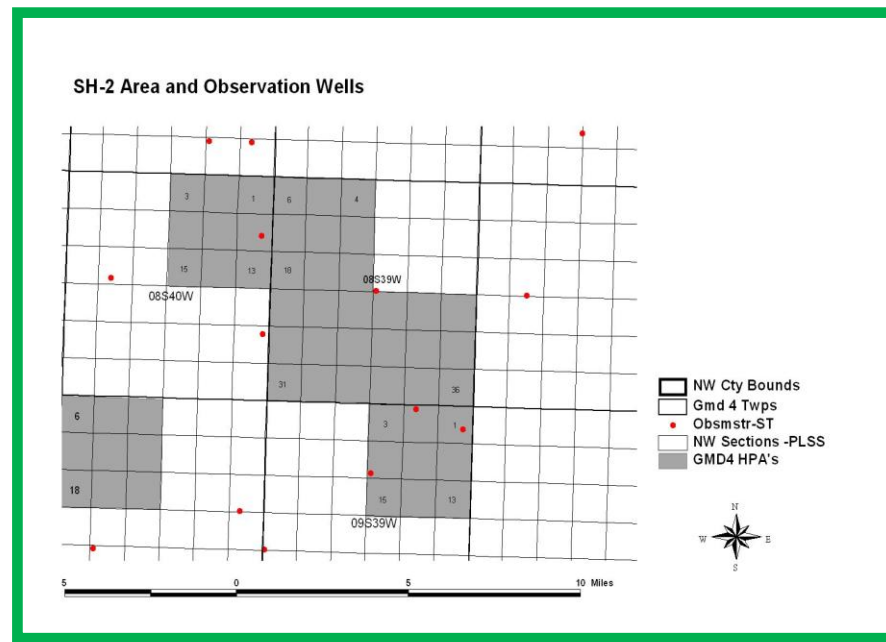 SH-2 Area and Observation Wells
3 1 6 4
15 13 18 08S39W
08S40W
31 36
6 3 1
18 15 13
09S39W
NW Cty Bounds
Gmd 4 Twps
Obsmstr-ST
NW Sections -PLSS
GMD4 HPA's
N
W E
S
5 0 5 10 Miles